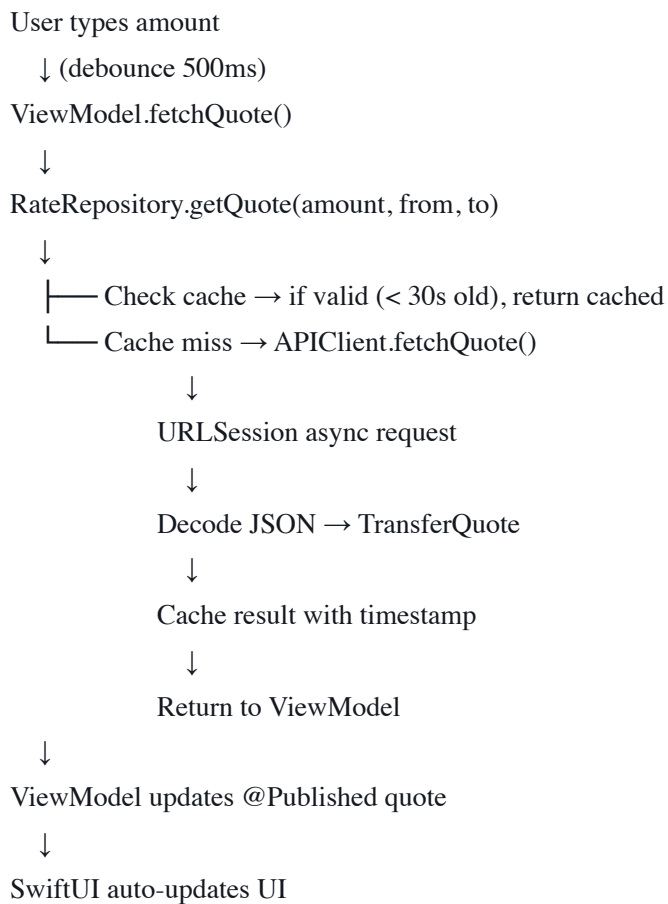 User types amount
↓ (debounce 500ms)
ViewModel.fetchQuote()
↓
RateRepository.getQuote(amount, from, to)
↓
├── Check cache → if valid (< 30s old), return cached
└── Cache miss → APIClient.fetchQuote()
↓
URLSession async request
↓
Decode JSON → TransferQuote
↓
Cache result with timestamp
↓
Return to ViewModel
↓
ViewModel updates @Published quote
↓
SwiftUI auto-updates UI